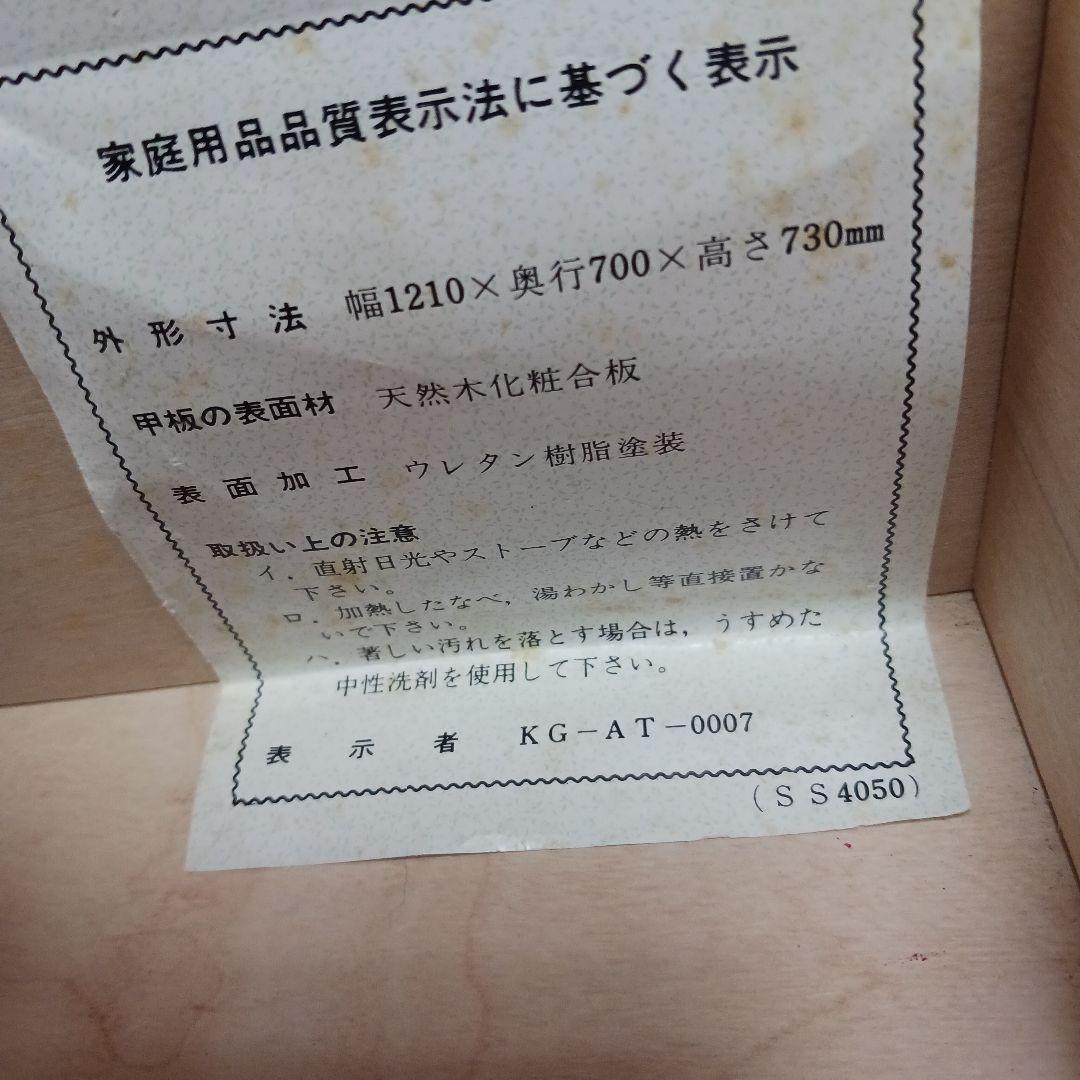 家庭用品品質表示法に基づく表示
外形寸法 幅1210×奥行700×高さ730mm
甲板の表面材 天然木化粧合板
表面加工 ウレタン樹脂塗装
取扱い上の注意
イ．直射日光やストーブなどの熱をさけて
下さい。
ロ．加熱したなべ，湯わかし等直接置かな
いで下さい。
ハ．著しい汚れを落とす場合は，うすめた
中性洗剤を使用して下さい。
表示者 KG－AT－0007
（SS4050）